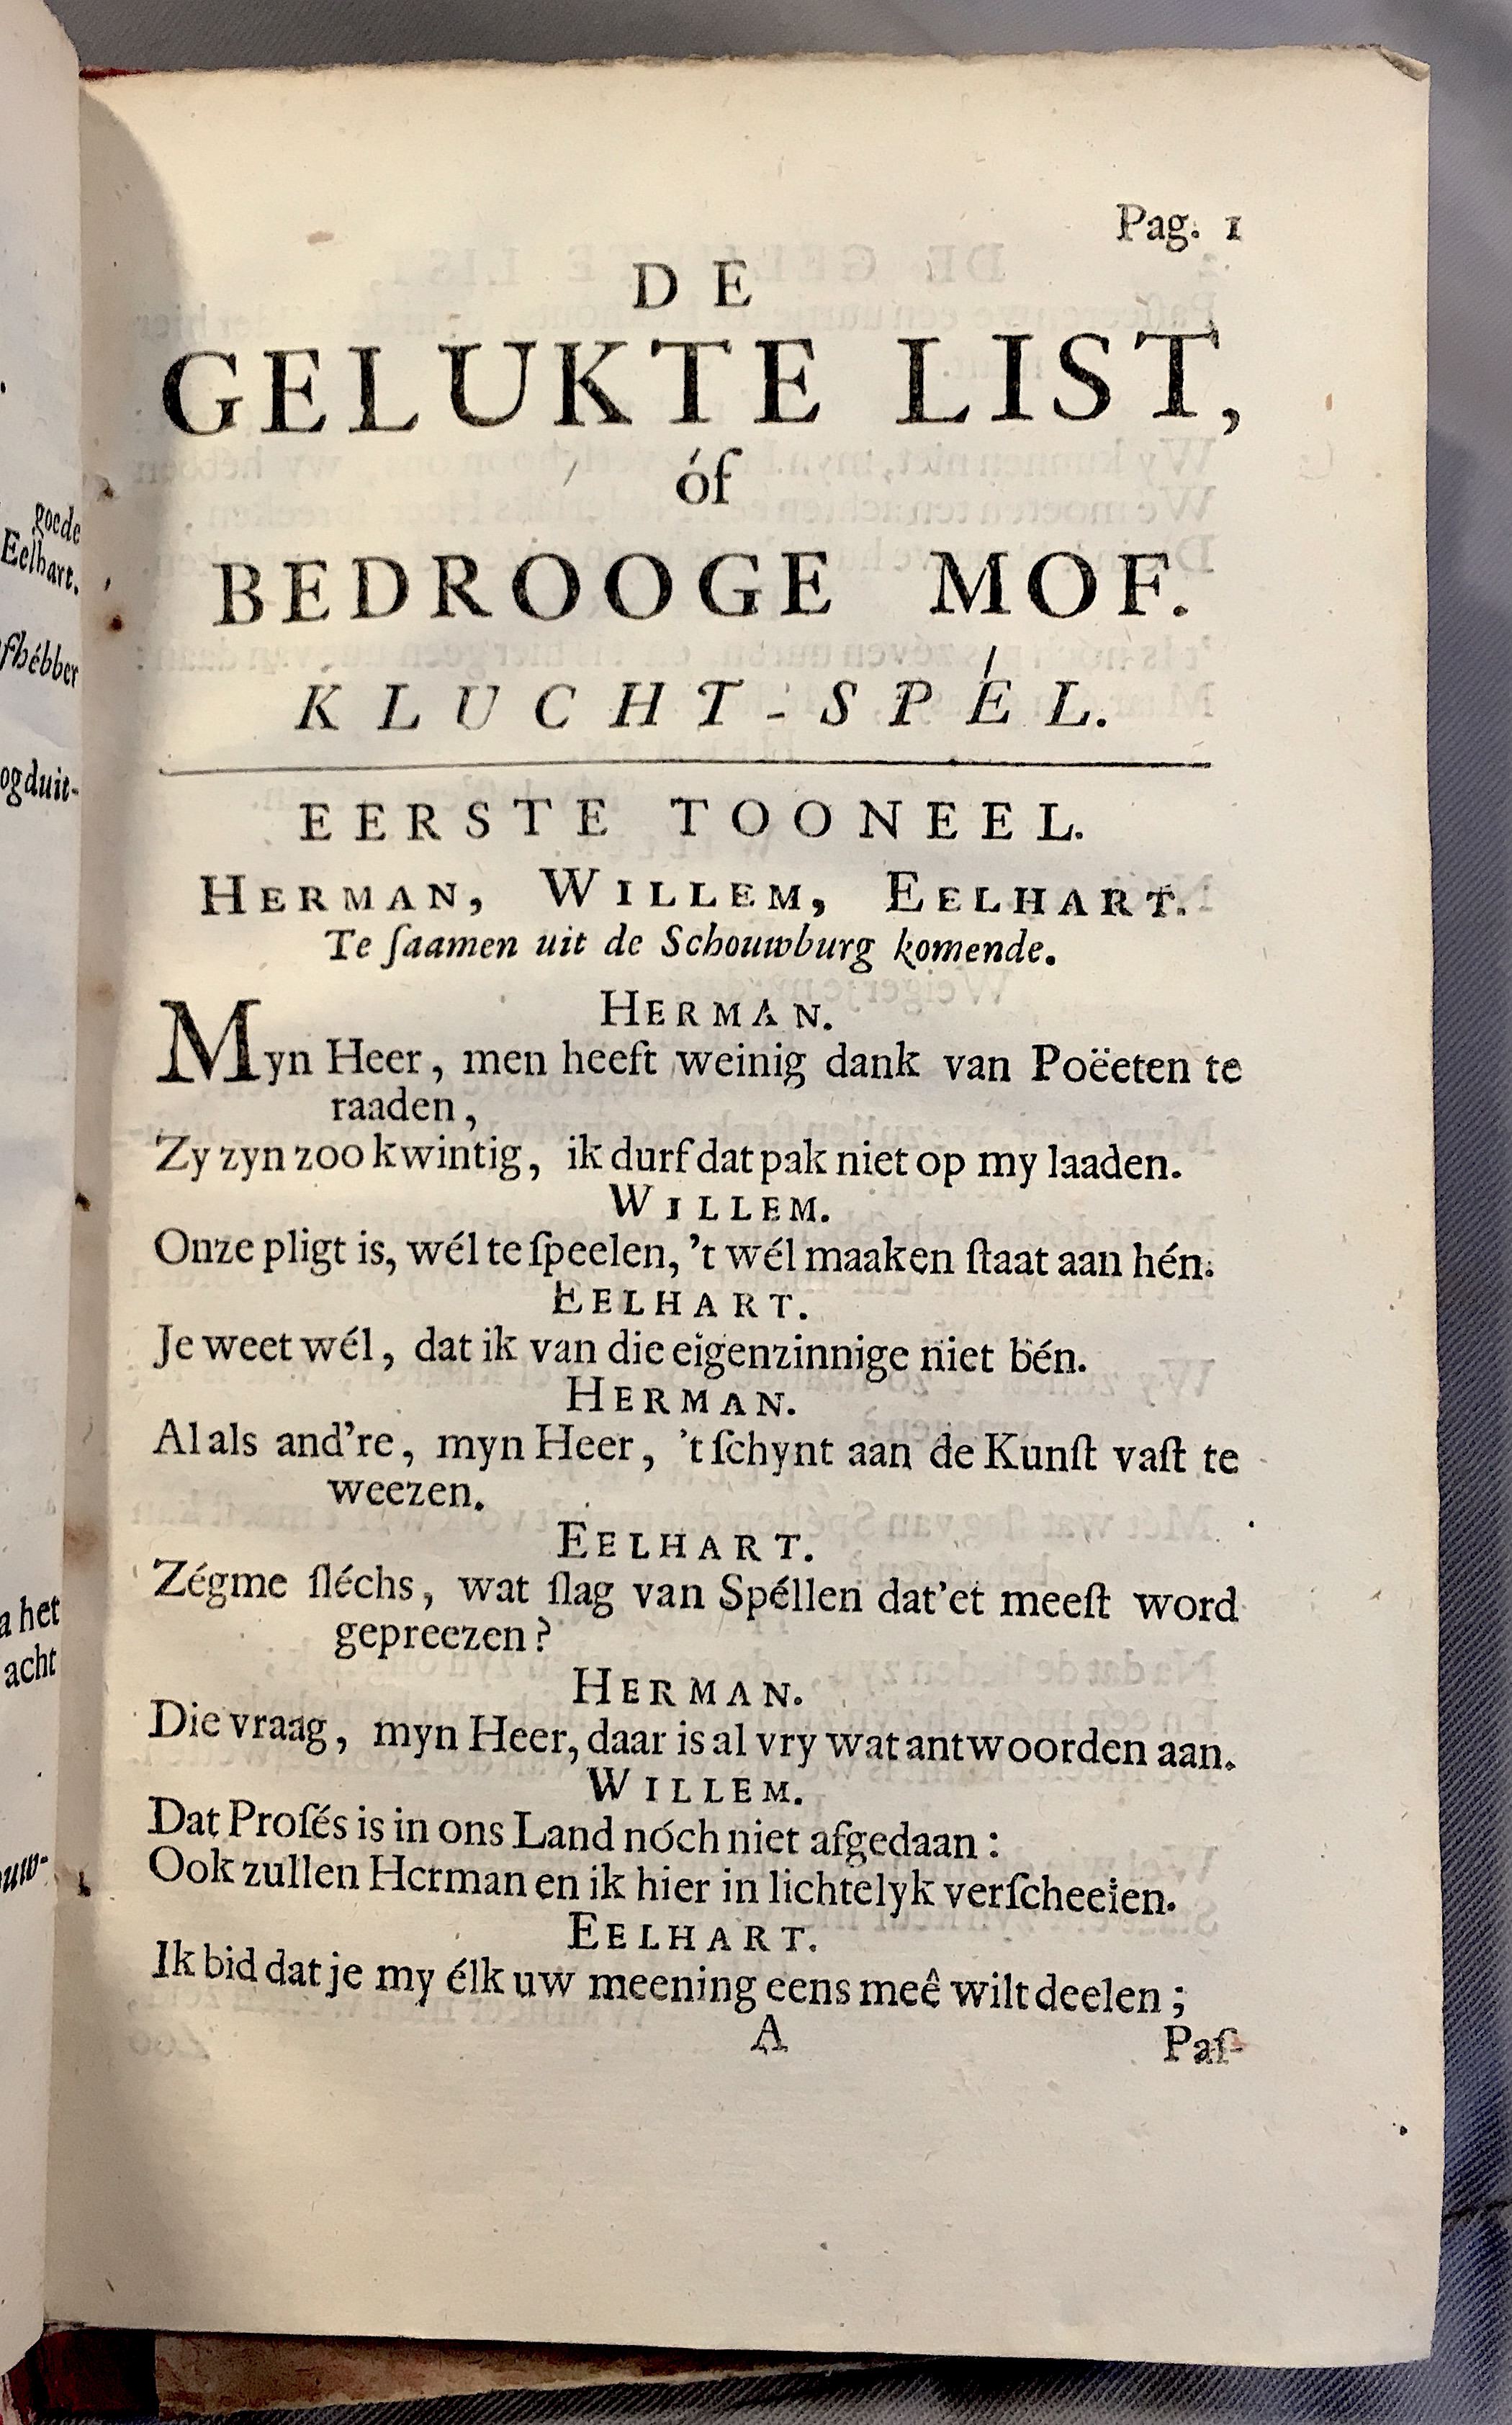 goede
Eelhart.
fhébber
ogduit-
a het
acht
ouw-
Pag. 1
DE
GELUKTE LIST,
óf
BEDROOGE MOF.
KLUCHT-SPÉL.
EERSTE TOONEEL.
HERMAN, WILLEM, EELHART.
Te ſaamen uit de Schouwburg komende.
HERMAN.
Myn Heer, men heeft weinig dank van Poëeten te
raaden,
Zy zyn zoo kwintig, ik durf dat pak niet op my laaden.
WILLEM.
Onze pligt is, wél te ſpeelen, 't wél maaken ſtaat aan hén.
EELHART.
Je weet wél, dat ik van die eigenzinnige niet bén.
HERMAN.
Al als and're, myn Heer, 't ſchynt aan de Kunſt vaſt te
weezen.
EELHART.
Zégme ſléchs, wat ſlag van Spéllen dat'et meeſt word
gepreezen?
HERMAN.
Die vraag, myn Heer, daar is al vry wat antwoorden aan.
WILLEM.
Dat Proſés is in ons Land nóch niet afgedaan:
Ook zullen Herman en ik hier in lichtelyk verſcheeien.
EELHART.
Ik bid dat je my élk uw meening eens meê wilt deelen;
A
Paſ-